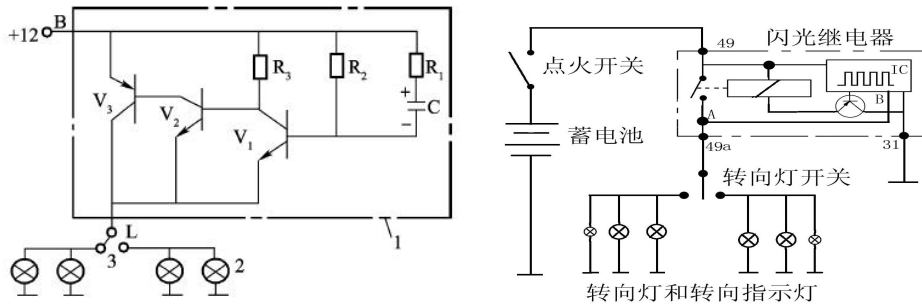 +12 B
R₃ R₂ R₁
+
C
−
V₃
V₂
V₁
L
3
2
1
49
闪光继电器
点火开关
IC
B
A
蓄电池
49a
31
转向灯开关
转向灯和转向指示灯